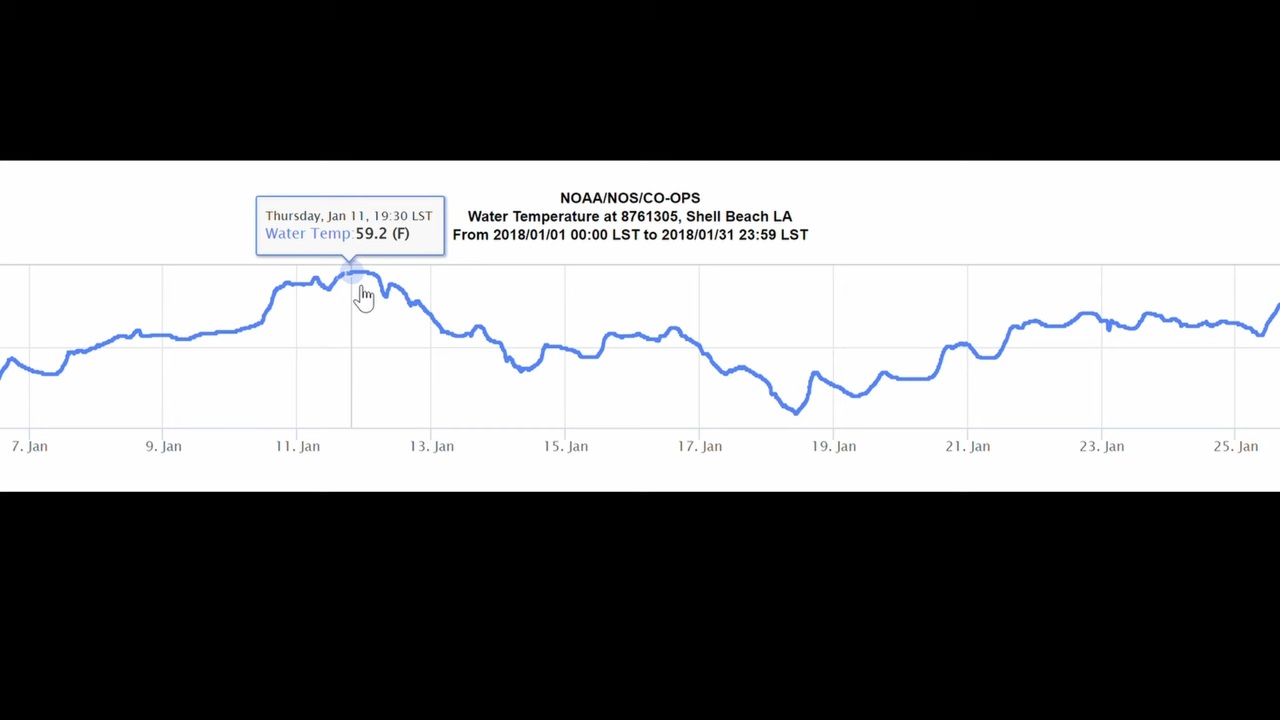 NOAA/NOS/CO-OPS
Water Temperature at 8761305, Shell Beach LA
From 2018/01/01 00:00 LST to 2018/01/31 23:59 LST
Thursday, Jan 11, 19:30 LST
Water Temp: 59.2 (F)
7. Jan
9. Jan
11. Jan
13. Jan
15. Jan
17. Jan
19. Jan
21. Jan
23. Jan
25. Jan